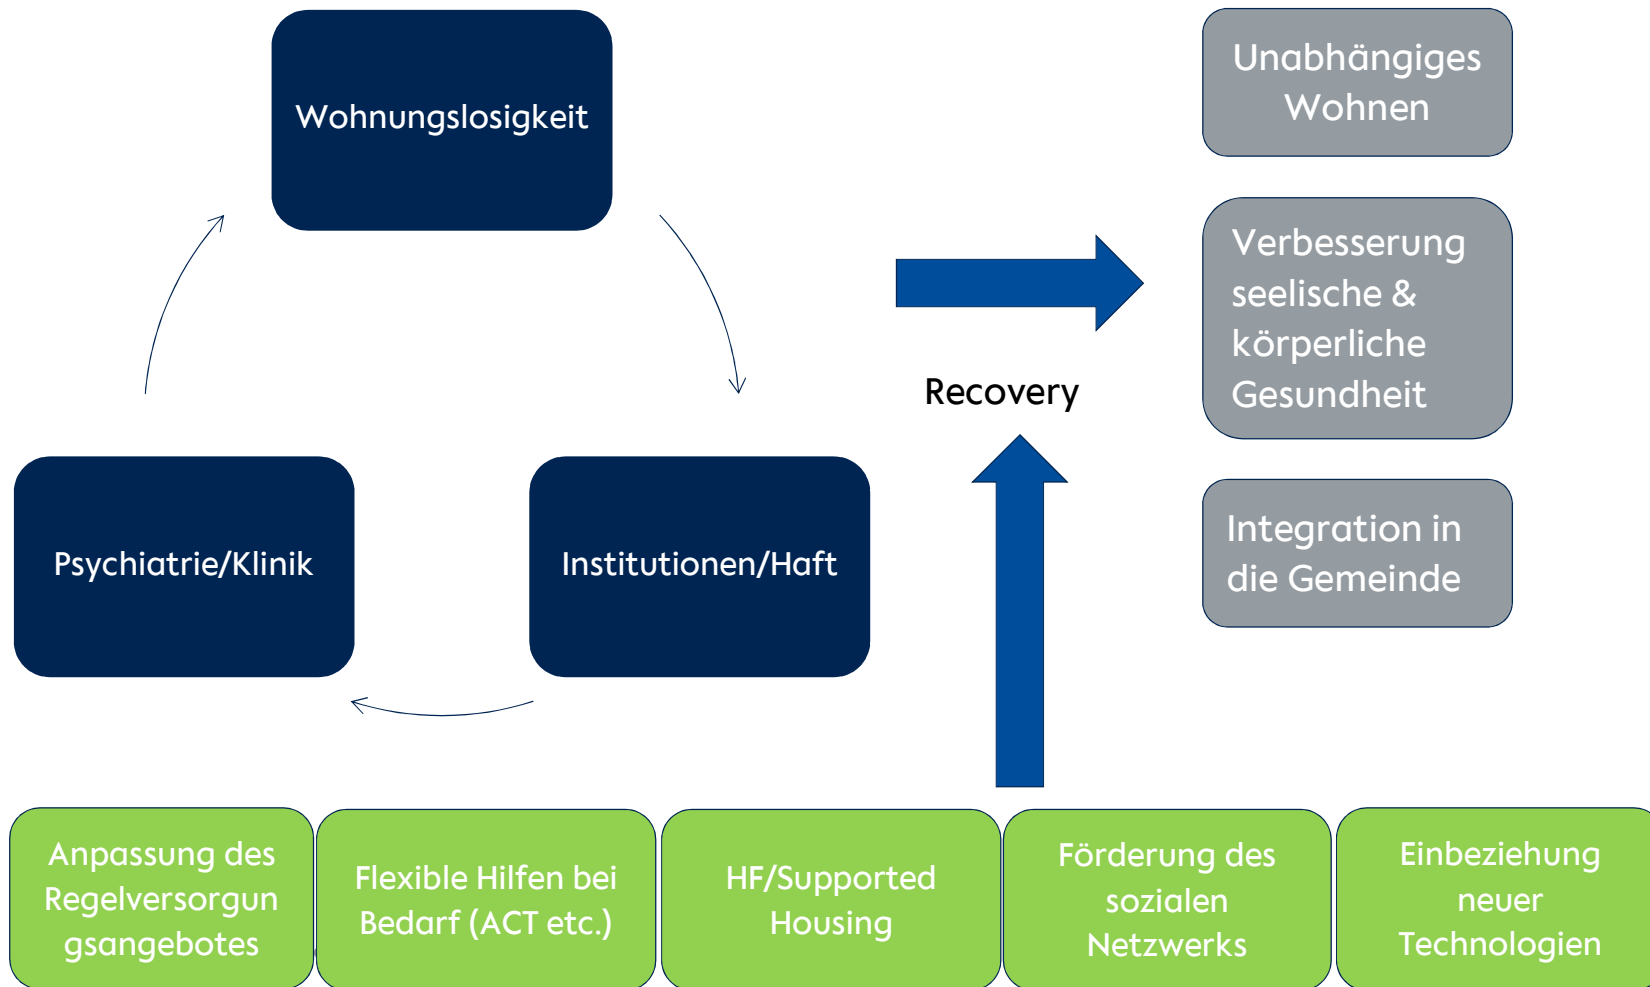 Wohnungslosigkeit
Psychiatrie/Klinik
Institutionen/Haft
Recovery
Unabhängiges
Wohnen
Verbesserung
seelische &
körperliche
Gesundheit
Integration in
die Gemeinde
Anpassung des
Regelversorgun
gsangebotes
Flexible Hilfen bei
Bedarf (ACT etc.)
HF/Supported
Housing
Förderung des
sozialen
Netzwerks
Einbeziehung
neuer
Technologien